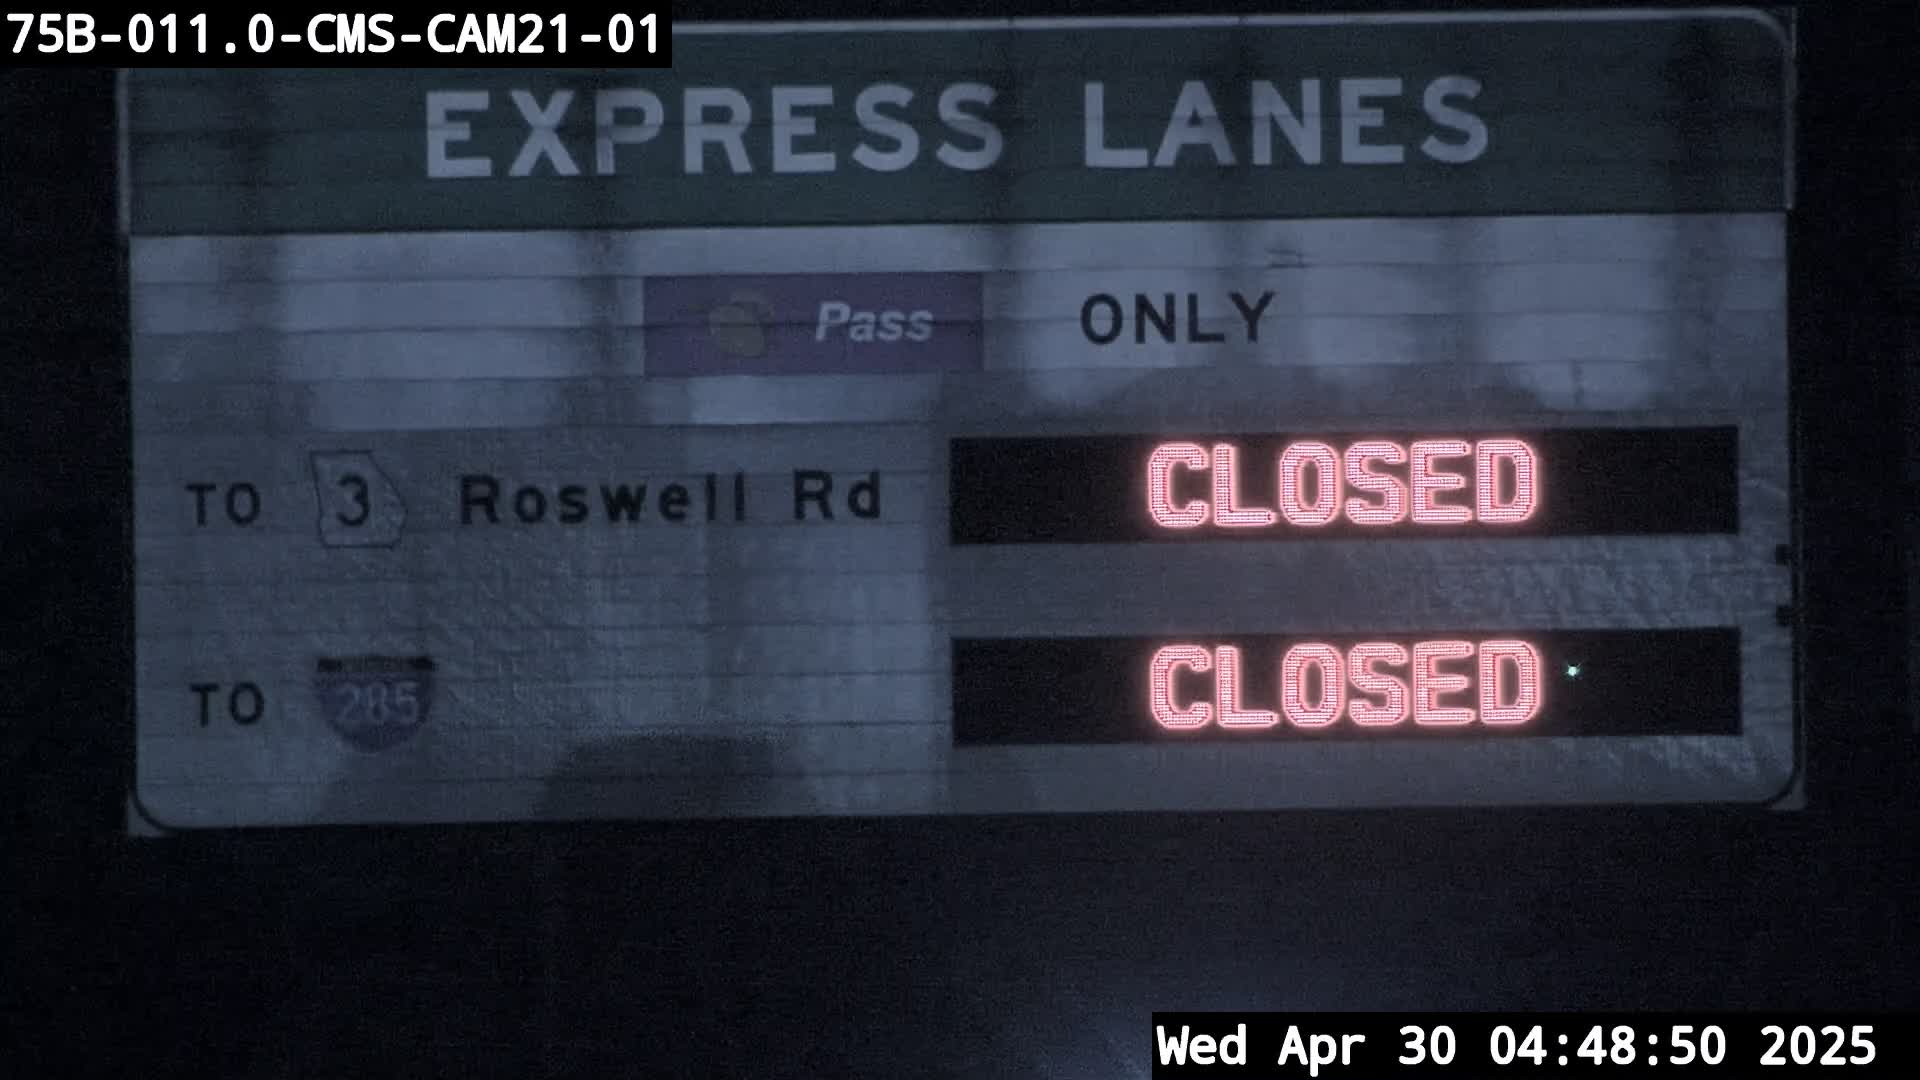 75B-011.0-CMS-CAM21-01
EXPRESS LANES
Pass ONLY
TO 3 Roswell Rd CLOSED
TO 285 CLOSED
Wed Apr 30 04:48:50 2025